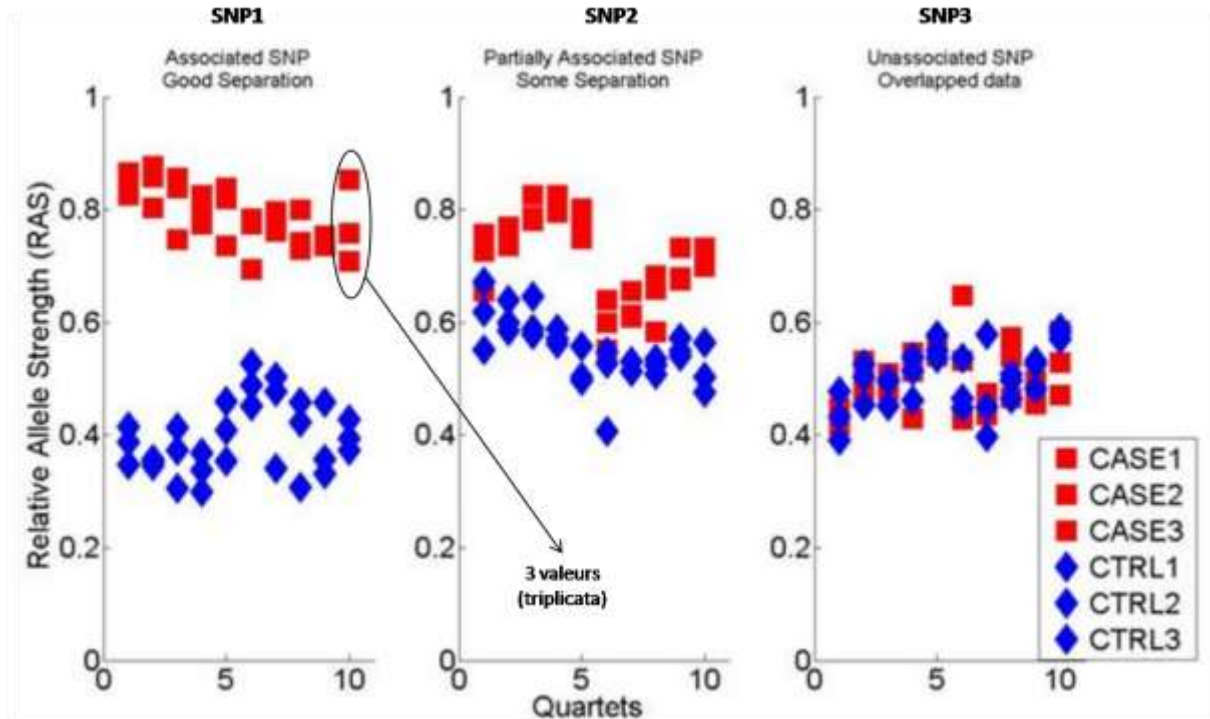 SNP1
SNP2
SNP3
Associated SNP
Good Separation
Partially Associated SNP
Some Separation
Unassociated SNP
Overlapped data
Relative Allele Strength (RAS)
1
0.8
0.6
0.4
0.2
0
0
5
10
1
0.8
0.6
0.4
0.2
0
0
5
10
1
0.8
0.6
0.4
0.2
0
0
5
10
3 valeurs
(triplicata)
Quartets
CASE1
CASE2
CASE3
CTRL1
CTRL2
CTRL3